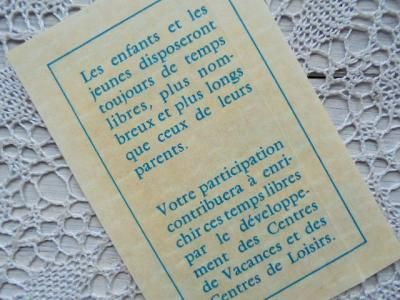 Les enfants et les
jeunes disposeront
toujours de temps
libres, plus nom-
breux et plus longs
que ceux de leurs
parents.
Votre participation
contribuera à enri-
chir ces temps libres
par le développe-
ment des Centres
de Vacances et des
Centres de Loisirs.